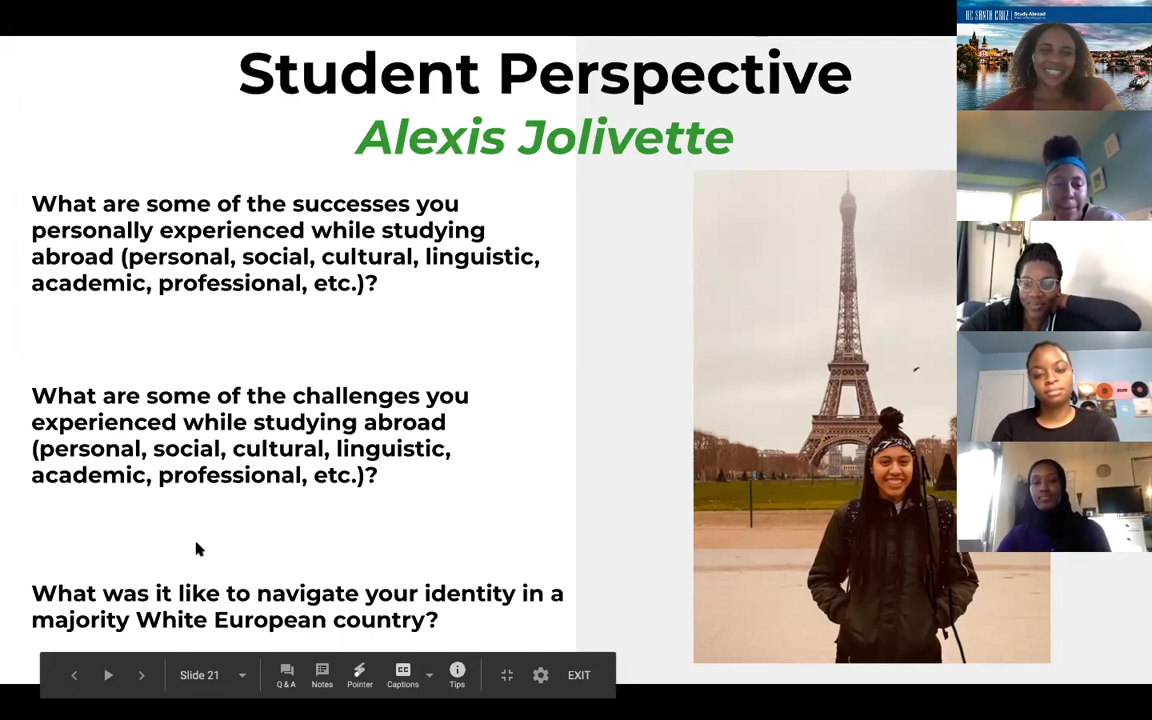 Student Perspective
Alexis Jolivette
What are some of the successes you
personally experienced while studying
abroad (personal, social, cultural, linguistic,
academic, professional, etc.)?
What are some of the challenges you
experienced while studying abroad
(personal, social, cultural, linguistic,
academic, professional, etc.)?
What was it like to navigate your identity in a
majority White European country?
Slide 21
Q & A
Notes
Pointer
CC
Captions
Tips
EXIT
UC SANTA CRUZ
Study Abroad